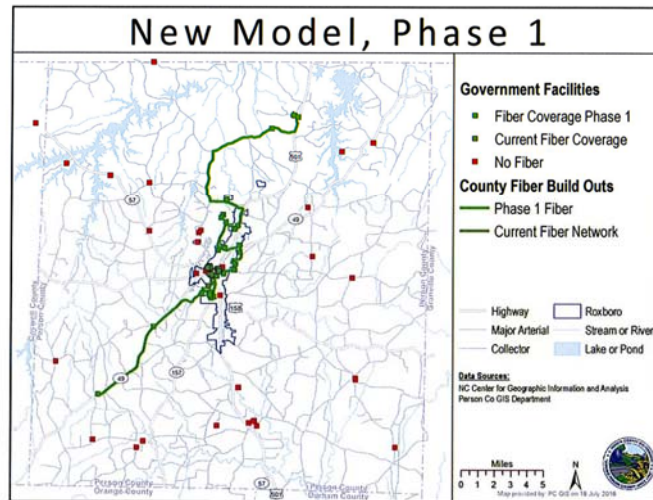 New Model, Phase 1
Government Facilities
Fiber Coverage Phase 1
Current Fiber Coverage
No Fiber
County Fiber Build Outs
Phase 1 Fiber
Current Fiber Network
Highway
Roxboro
Major Arterial
Stream or River
Collector
Lake or Pond
Data Sources:
NC Center for Geographic Information and Analysis
Person Co GIS Department
Miles
N
0 1 2 3 4 5
Map provided by PC GIS on 18 July 2016
501
57
49
158
157
49
57
501
Caswell County
Person County
Person County
Granville County
Person County
Orange County
Person County
Durham County